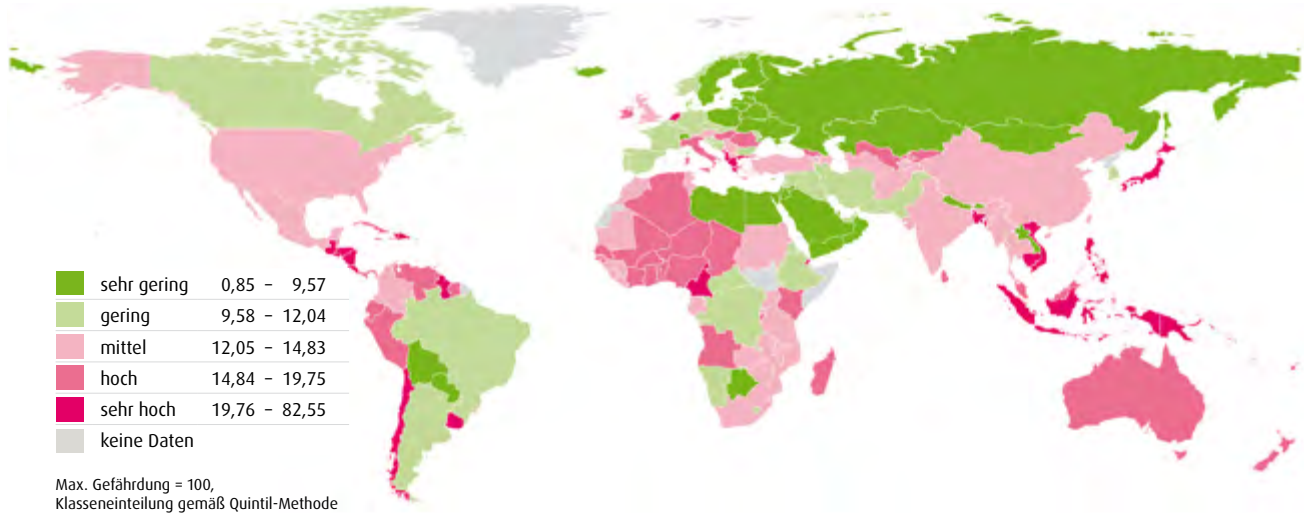 sehr gering 0,85 – 9,57
gering 9,58 – 12,04
mittel 12,05 – 14,83
hoch 14,84 – 19,75
sehr hoch 19,76 – 82,55
keine Daten
Max. Gefährdung = 100,
Klasseneinteilung gemäß Quintil-Methode